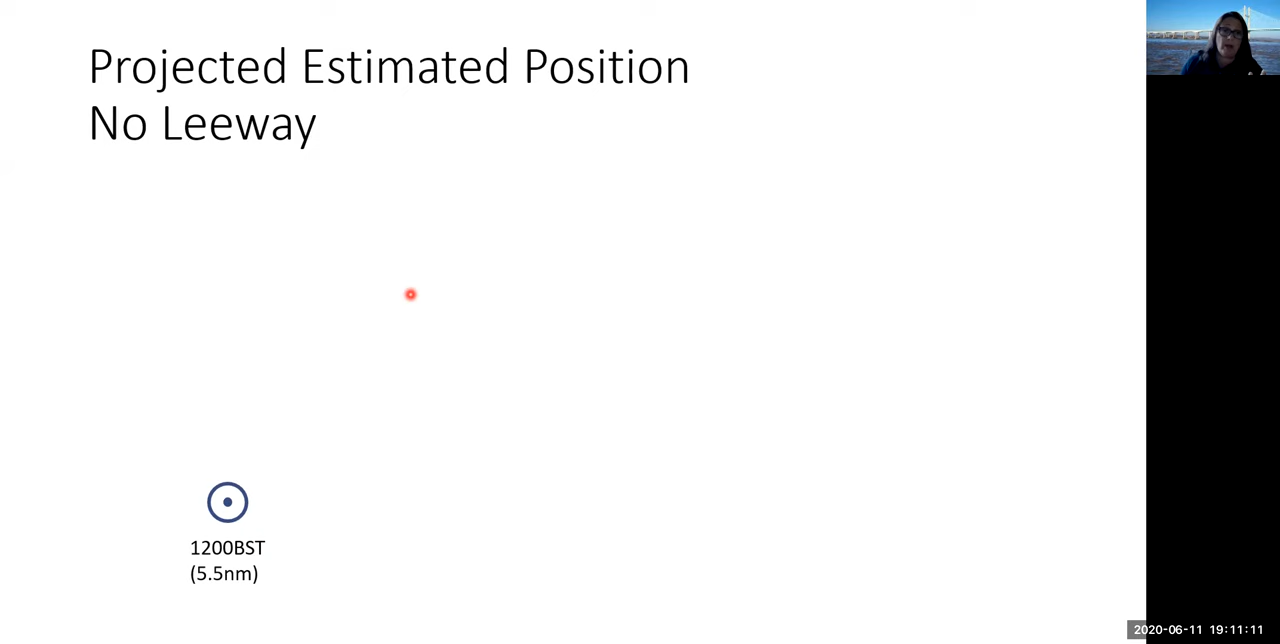 Projected Estimated Position
No Leeway
1200BST
(5.5nm)
2020-06-11 19:11:11